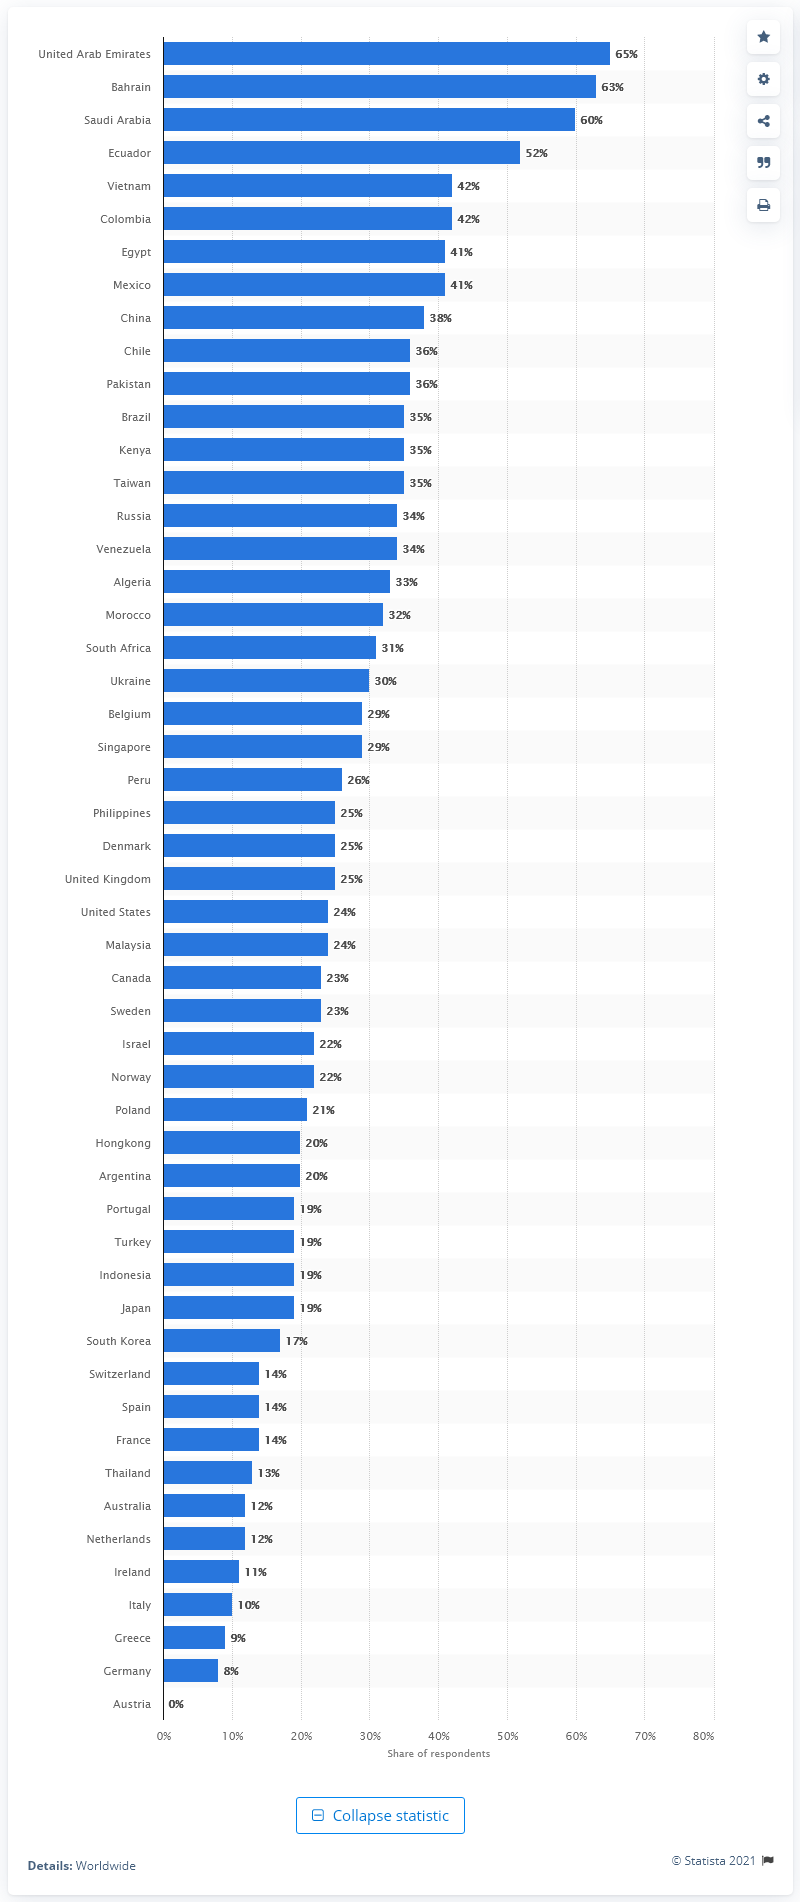 United Arab Emirates 65%
Bahrain 63%
Saudi Arabia 60%
Ecuador 52%
Vietnam 42%
Colombia 42%
Egypt 41%
Mexico 41%
China 38%
Chile 36%
Pakistan 36%
Brazil 35%
Kenya 35%
Taiwan 35%
Russia 34%
Venezuela 34%
Algeria 33%
Morocco 32%
South Africa 31%
Ukraine 30%
Belgium 29%
Singapore 29%
Peru 26%
Philippines 25%
Denmark 25%
United Kingdom 25%
United States 24%
Malaysia 24%
Canada 23%
Sweden 23%
Israel 22%
Norway 22%
Poland 21%
Hongkong 20%
Argentina 20%
Portugal 19%
Turkey 19%
Indonesia 19%
Japan 19%
South Korea 17%
Switzerland 14%
Spain 14%
France 14%
Thailand 13%
Australia 12%
Netherlands 12%
Ireland 11%
Italy 10%
Greece 9%
Germany 8%
Austria 0%
0% 10% 20% 30% 40% 50% 60% 70% 80%
Share of respondents
Collapse statistic
Details: Worldwide
© Statista 2021